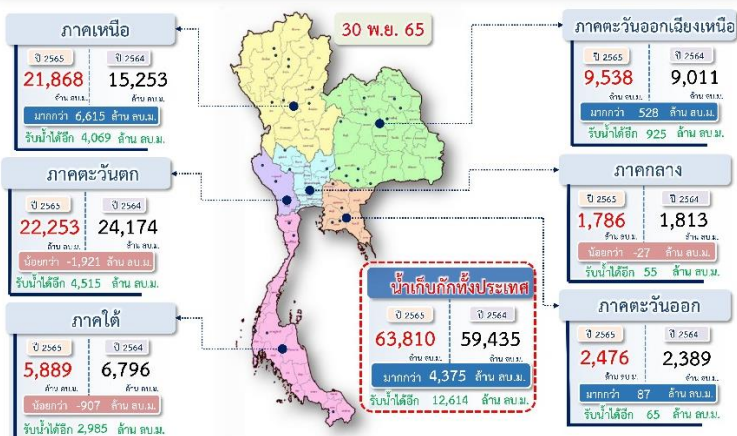 30 พ.ย. 65
ภาคเหนือ
ปี 2565 ปี 2564
21,868 15,253
ล้าน ลบ.ม. ล้าน ลบ.ม.
มากกว่า 6,615 ล้าน ลบ.ม.
รับน้ำได้อีก 4,069 ล้าน ลบ.ม.
ภาคตะวันตก
ปี 2565 ปี 2564
22,253 24,174
ล้าน ลบ.ม. ล้าน ลบ.ม.
น้อยกว่า -1,921 ล้าน ลบ.ม.
รับน้ำได้อีก 4,515 ล้าน ลบ.ม.
ภาคใต้
ปี 2565 ปี 2564
5,889 6,796
ล้าน ลบ.ม. ล้าน ลบ.ม.
น้อยกว่า -907 ล้าน ลบ.ม.
รับน้ำได้อีก 2,985 ล้าน ลบ.ม.
น้ำเก็บกักทั้งประเทศ
ปี 2565 ปี 2564
63,810 59,435
ล้าน ลบ.ม. ล้าน ลบ.ม.
มากกว่า 4,375 ล้าน ลบ.ม.
รับน้ำได้อีก 12,614 ล้าน ลบ.ม.
ภาคตะวันออกเฉียงเหนือ
ปี 2565 ปี 2564
9,538 9,011
ล้าน ลบ.ม. ล้าน ลบ.ม.
มากกว่า 528 ล้าน ลบ.ม.
รับน้ำได้อีก 925 ล้าน ลบ.ม.
ภาคกลาง
ปี 2565 ปี 2564
1,786 1,813
ล้าน ลบ.ม. ล้าน ลบ.ม.
น้อยกว่า -27 ล้าน ลบ.ม.
รับน้ำได้อีก 55 ล้าน ลบ.ม.
ภาคตะวันออก
ปี 2565 ปี 2564
2,476 2,389
ล้าน ลบ.ม. ล้าน ลบ.ม.
มากกว่า 87 ล้าน ลบ.ม.
รับน้ำได้อีก 65 ล้าน ลบ.ม.